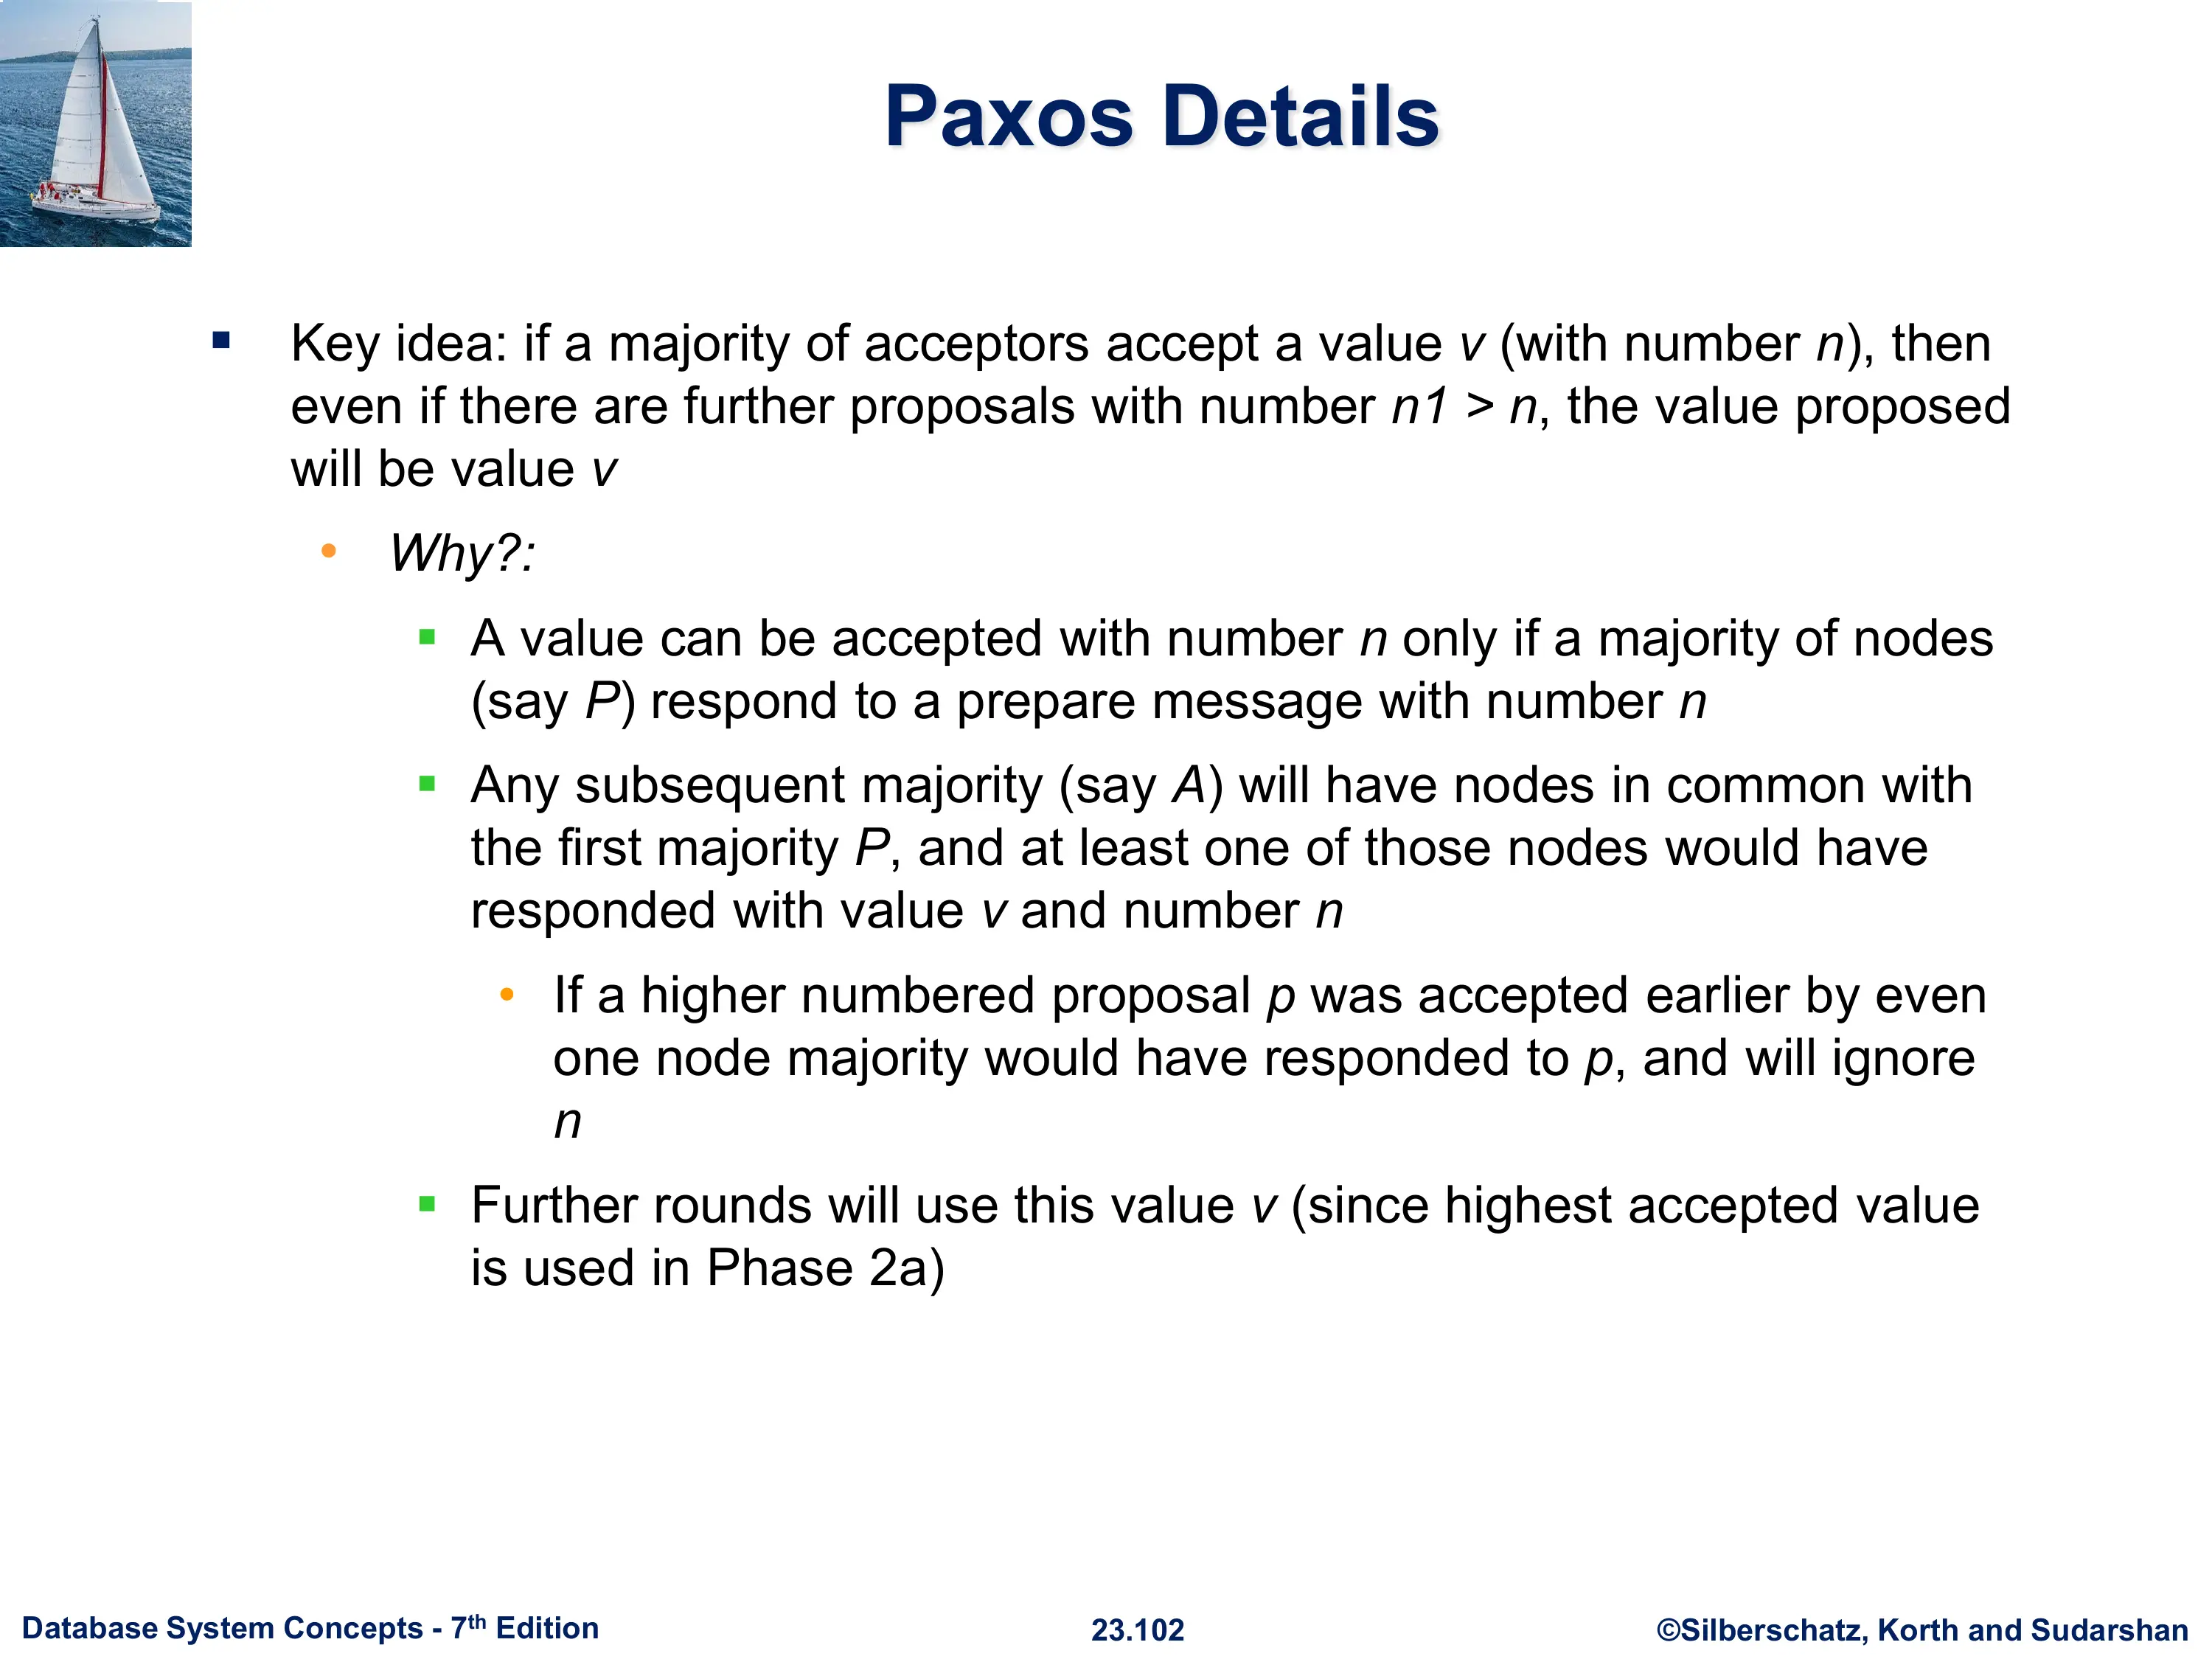 Paxos Details
Key idea: if a majority of acceptors accept a value v (with number n), then
even if there are further proposals with number n1 > n, the value proposed
will be value v
Why?:
A value can be accepted with number n only if a majority of nodes
(say P) respond to a prepare message with number n
Any subsequent majority (say A) will have nodes in common with
the first majority P, and at least one of those nodes would have
responded with value v and number n
If a higher numbered proposal p was accepted earlier by even
one node majority would have responded to p, and will ignore
n
Further rounds will use this value v (since highest accepted value
is used in Phase 2a)
Database System Concepts - 7th Edition
23.102
©Silberschatz, Korth and Sudarshan